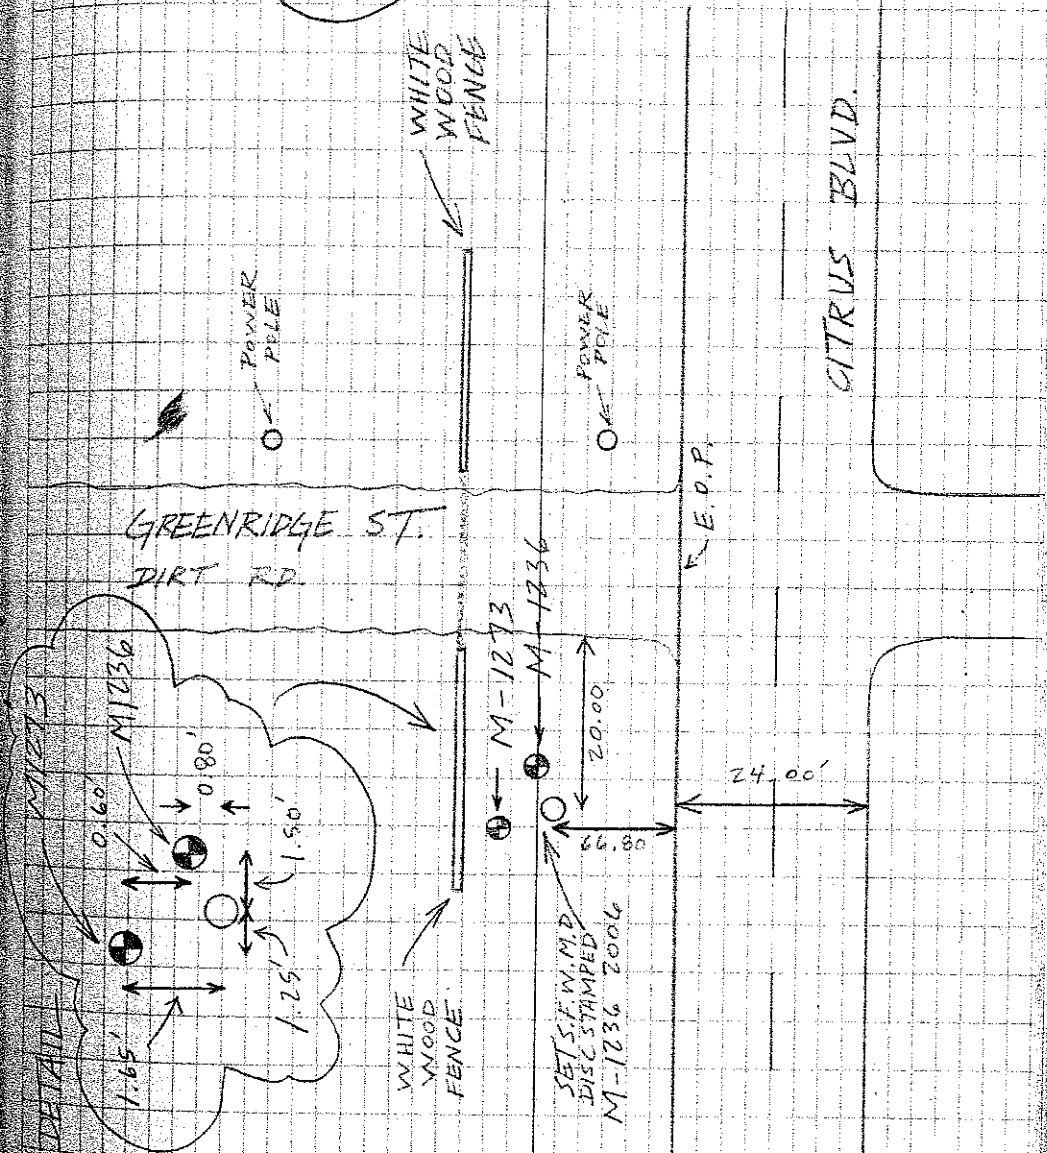 WHITE
WOOD
FENCE
POWER
POLE
POWER
POLE
CITRUS BLVD.
GREENRIDGE ST.
DIRT RD.
E.O.P.
M-1273
M-1236
20.00
24.00'
66.80
DETAIL
M1273
M1236
0.60'
0.80'
1.50'
1.25'
1.65'
WHITE
WOOD
FENCE
SET S.F.W.M.D.
DISC STAMPED
M-1236 2006